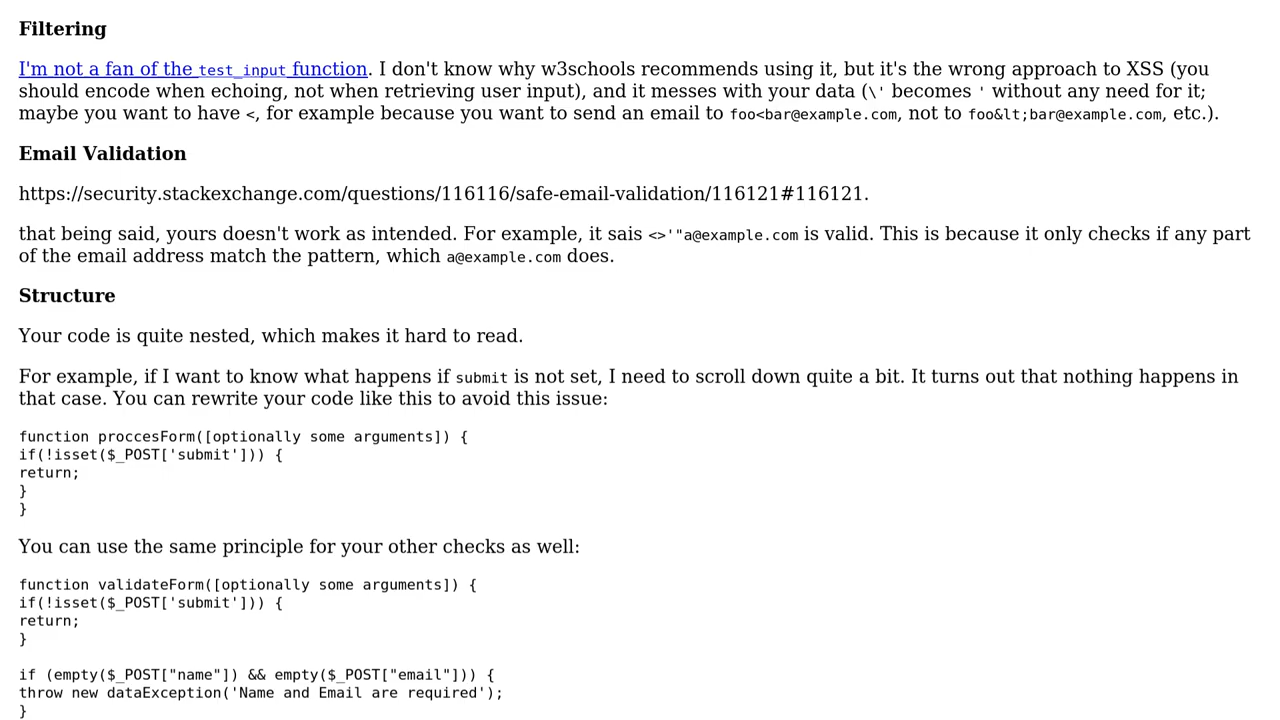 Filtering
I'm not a fan of the test_input function. I don't know why w3schools recommends using it, but it's the wrong approach to XSS (you
should encode when echoing, not when retrieving user input), and it messes with your data (\' becomes ' without any need for it;
maybe you want to have <, for example because you want to send an email to foo<bar@example.com, not to foo&lt;bar@example.com, etc.).
Email Validation
https://security.stackexchange.com/questions/116116/safe-email-validation/116121#116121.
that being said, yours doesn't work as intended. For example, it sais <>'"a@example.com is valid. This is because it only checks if any part
of the email address match the pattern, which a@example.com does.
Structure
Your code is quite nested, which makes it hard to read.
For example, if I want to know what happens if submit is not set, I need to scroll down quite a bit. It turns out that nothing happens in
that case. You can rewrite your code like this to avoid this issue:
function proccesForm([optionally some arguments]) {
if(!isset($_POST['submit'])) {
return;
}
}
You can use the same principle for your other checks as well:
function validateForm([optionally some arguments]) {
if(!isset($_POST['submit'])) {
return;
}
if (empty($_POST["name"]) && empty($_POST["email"])) {
throw new dataException('Name and Email are required');
}